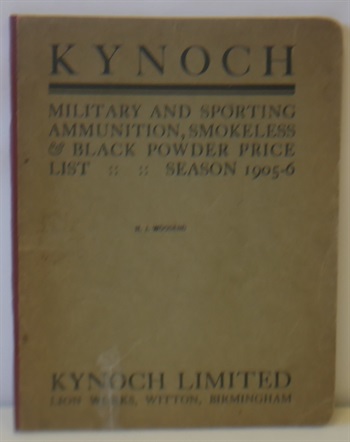 KYNOCH
MILITARY AND SPORTING
AMMUNITION, SMOKELESS
& BLACK POWDER PRICE
LIST :: :: SEASON 1905-6
KYNOCH LIMITED
LION WORKS, WITTON, BIRMINGHAM